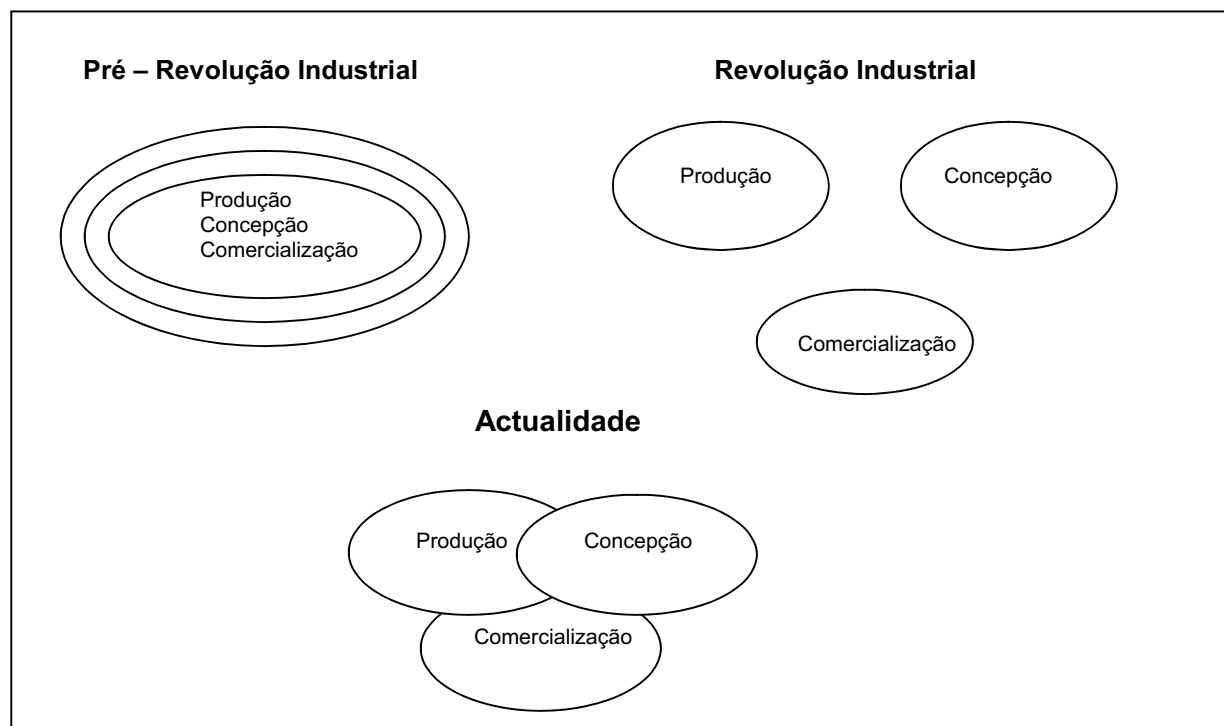 Pré – Revolução Industrial
Produção
Concepção
Comercialização
Revolução Industrial
Produção
Concepção
Comercialização
Actualidade
Produção
Concepção
Comercialização